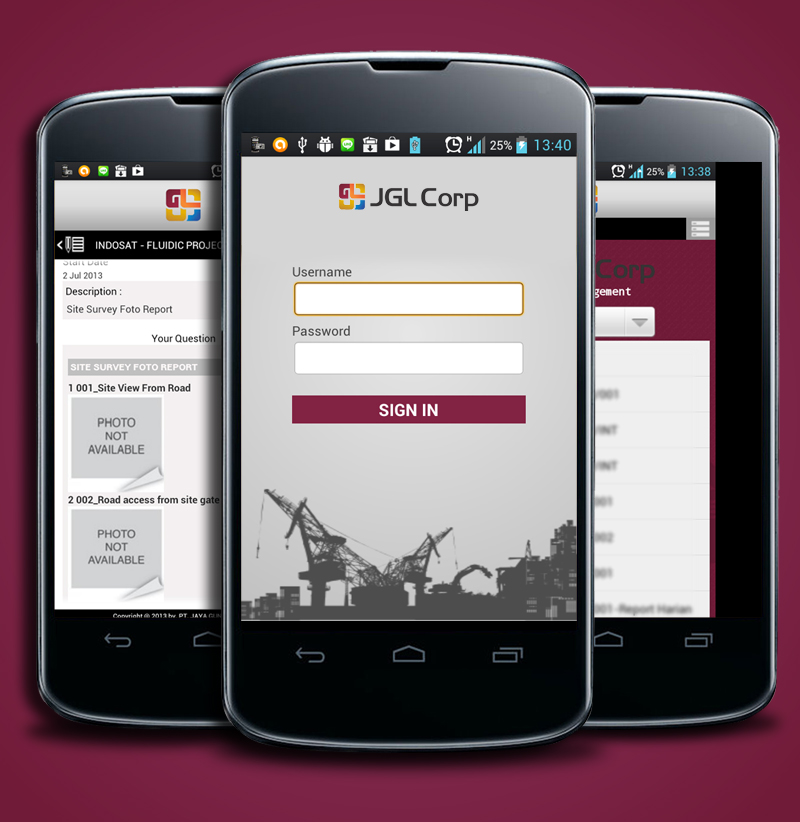 INDOSAT - FLUIDIC PROJEC
Start Date
2 Jul 2013
Description :
Site Survey Foto Report
Your Question
SITE SURVEY FOTO REPORT
1 001_Site View From Road
PHOTO
NOT
AVAILABLE
2 002_Road access from site gate
PHOTO
NOT
AVAILABLE
Copyright @ 2013 by. PT. JAYA GUN
H
25% 13:40
JGL Corp
Username
Password
SIGN IN
H
25% 13:38
Corp
gement
/001
/INT
/INT
001
002
001
001-Report Harian